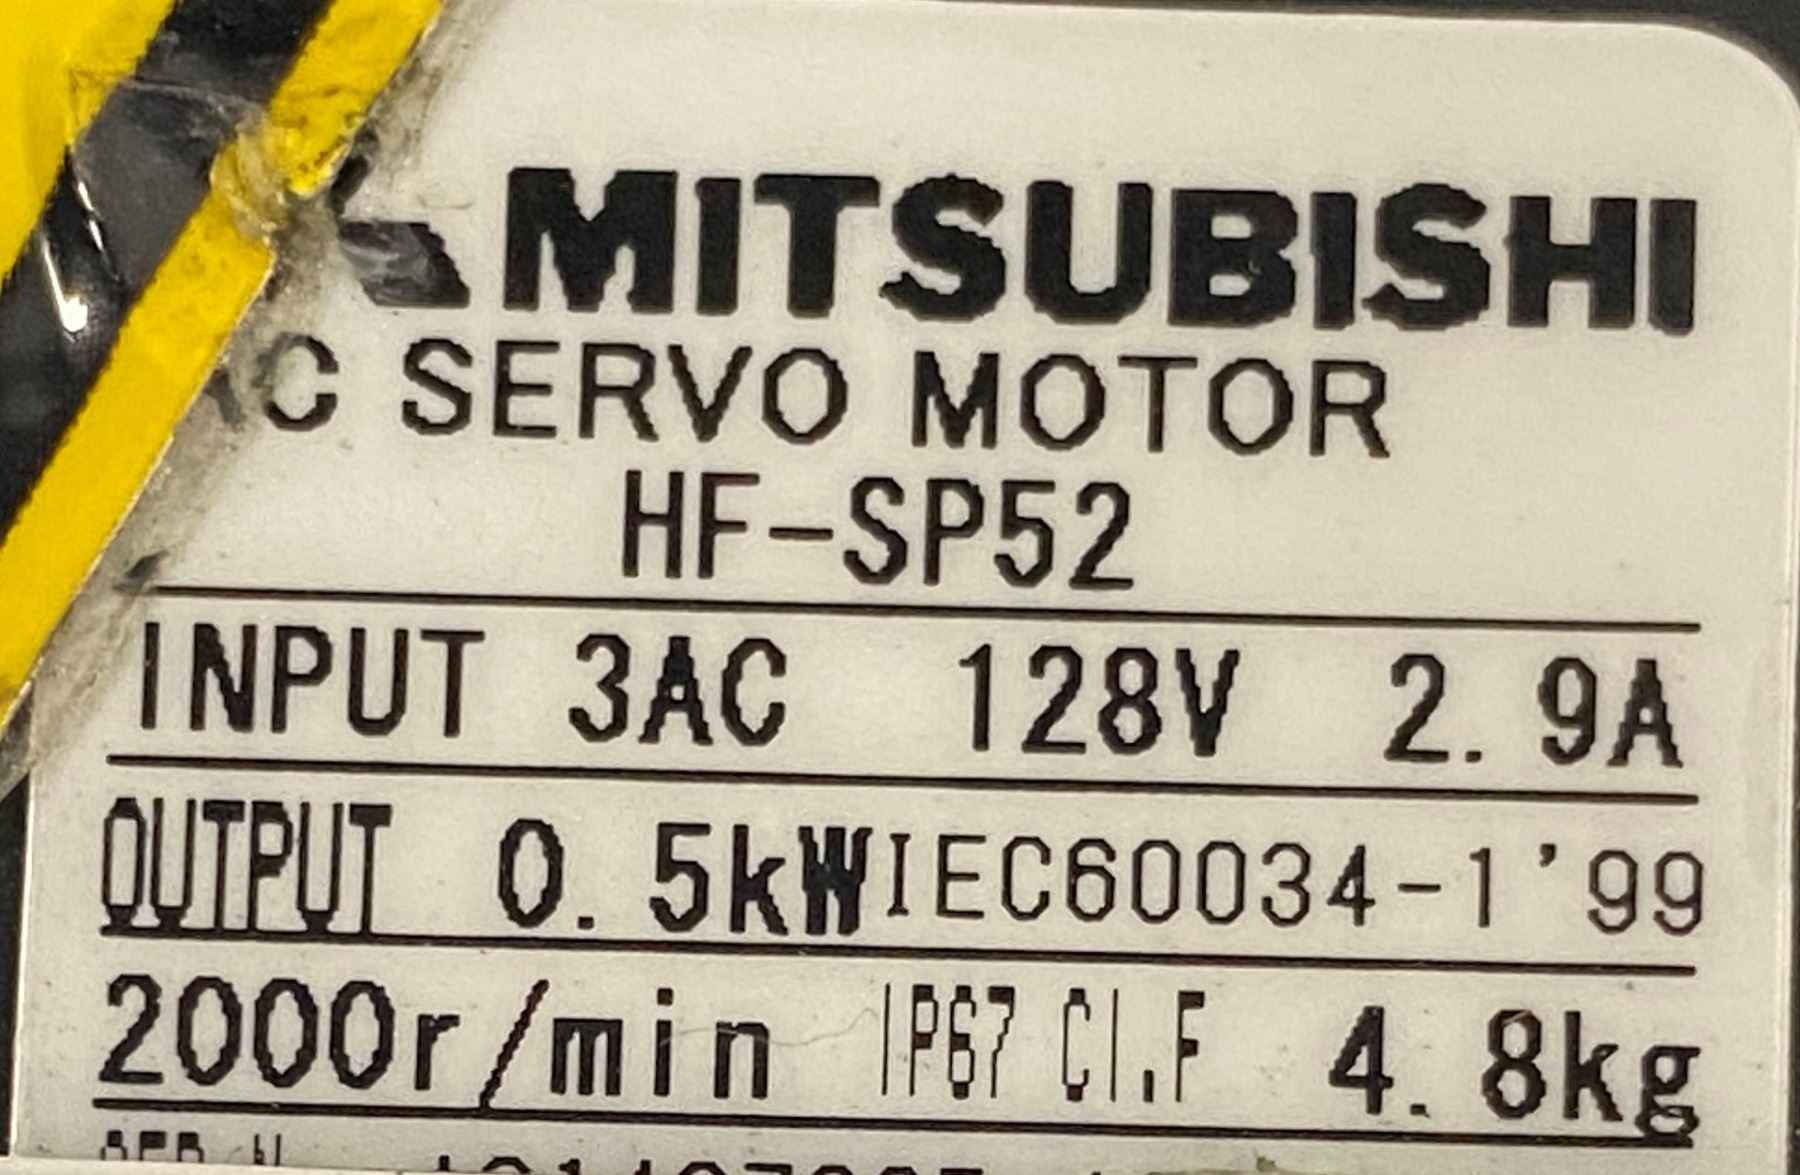 MITSUBISHI
C SERVO MOTOR
HF-SP52
INPUT 3AC 128V 2.9A
OUTPUT 0.5kW IEC60034-1'99
2000r/min IP67 CI.F 4.8kg